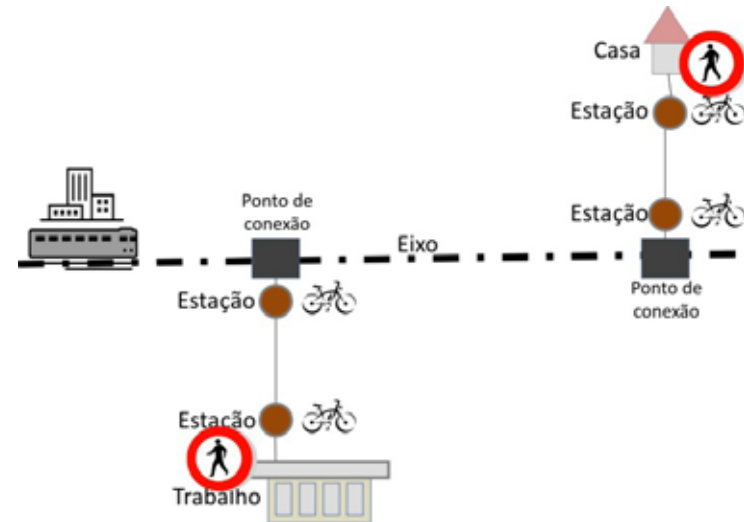 Casa
Estação
Ponto de
conexão
Estação
Eixo
Ponto de
conexão
Estação
Estação
Trabalho